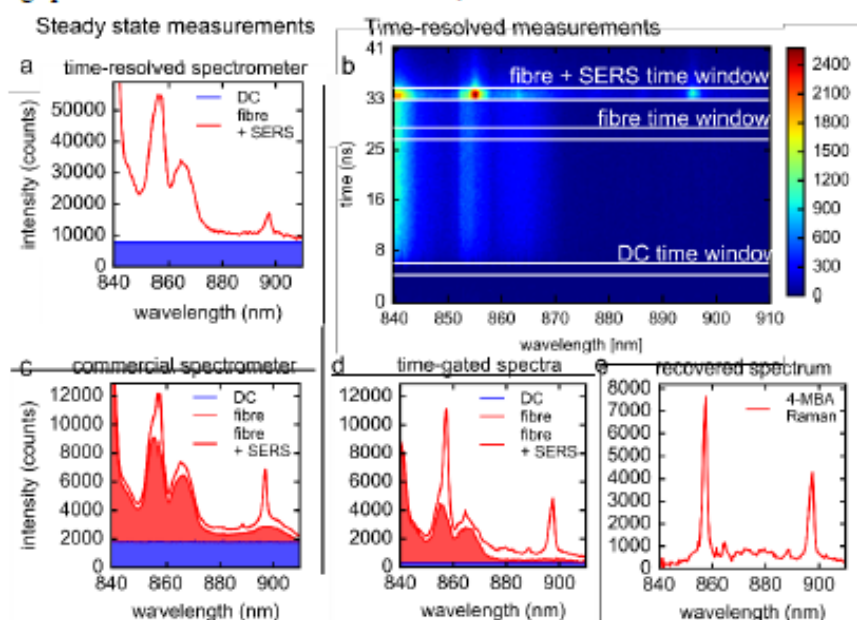 Steady state measurements
Time-resolved measurements
a time-resolved spectrometer
50000
40000
30000
20000
10000
0
intensity (counts)
DC
fibre
+ SERS
840 860 880 900
wavelength (nm)
b
41
33
25
16
8
0
time (ns)
fibre + SERS time window
fibre time window
DC time window
840 850 860 870 880 890 900 910
wavelength [nm]
2400
2100
1800
1500
1200
900
600
300
0
c commercial spectrometer
12000
10000
8000
6000
4000
2000
0
intensity (counts)
DC
fibre
fibre
+ SERS
840 860 880 900
wavelength (nm)
d time-gated spectra
12000
10000
8000
6000
4000
2000
0
DC
fibre
fibre
+ SERS
840 860 880 900
wavelength (nm)
e recovered spectrum
8000
7000
6000
5000
4000
3000
2000
1000
0
4-MBA
Raman
840 860 880 900
wavelength (nm)